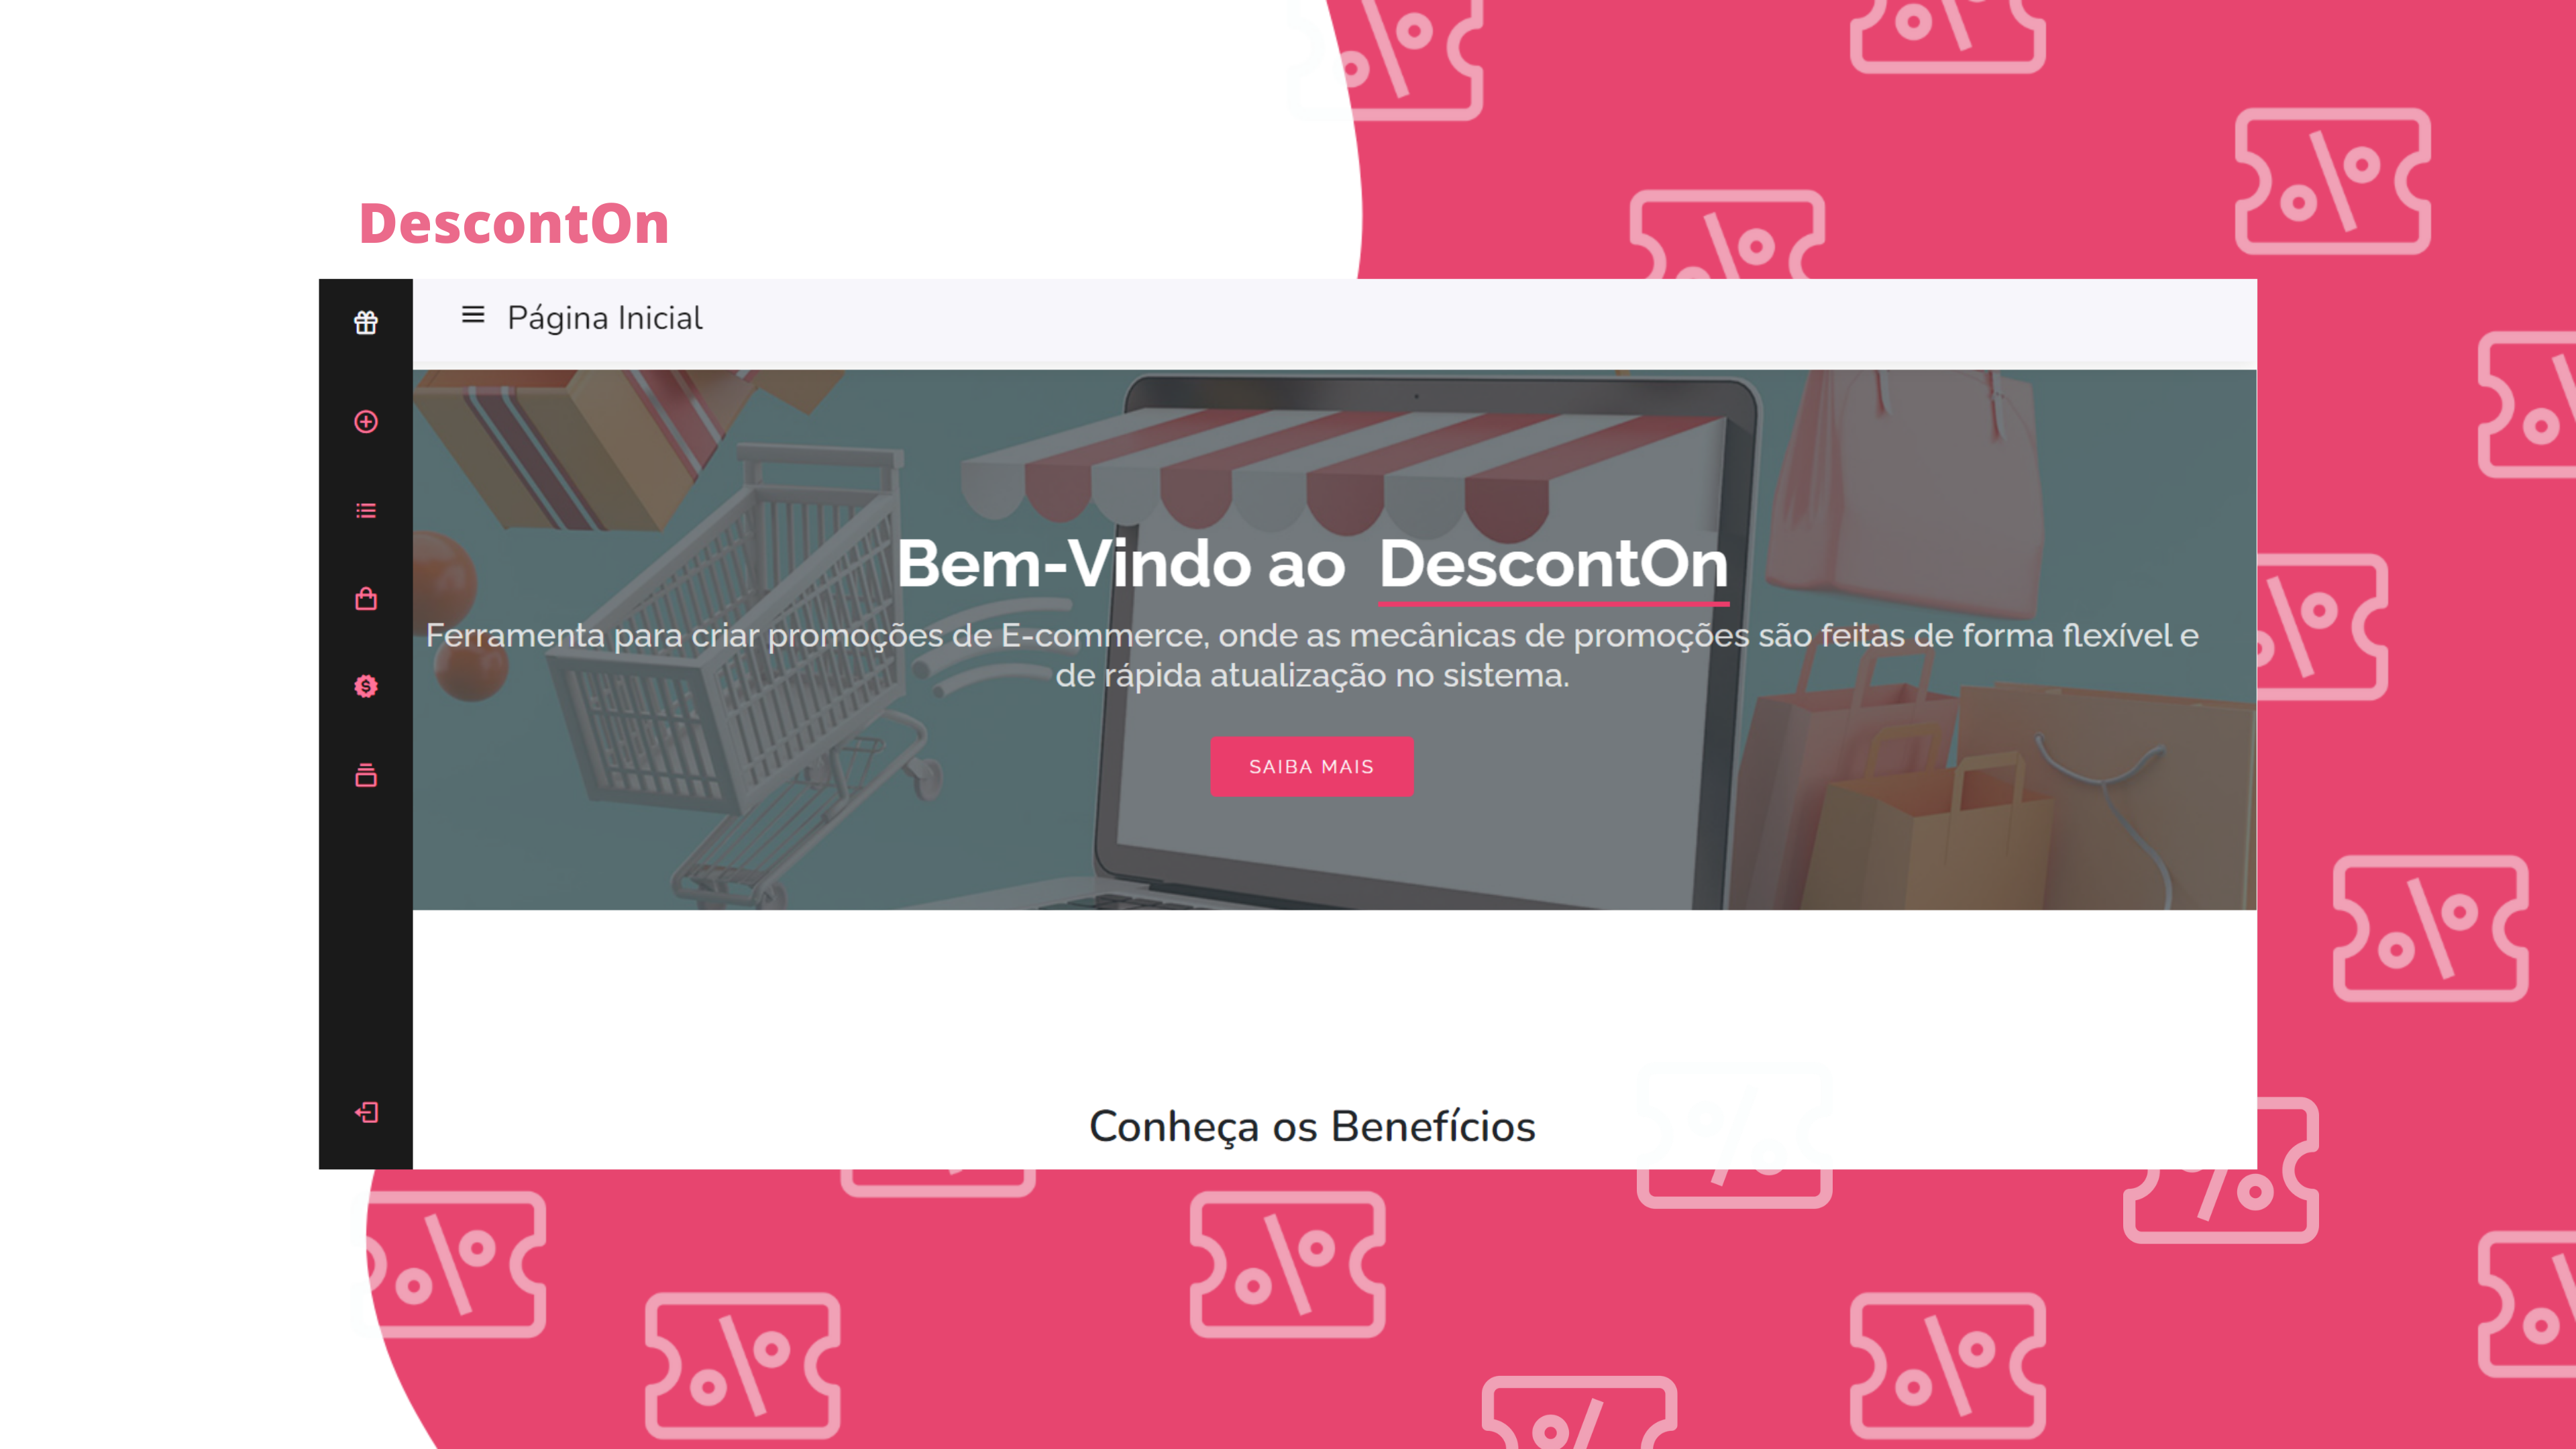 DescontOn
Página Inicial
Bem-Vindo ao DescontOn
Ferramenta para criar promoções de E-commerce, onde as mecânicas de promoções são feitas de forma flexível e
de rápida atualização no sistema.
SAIBA MAIS
Conheça os Benefícios